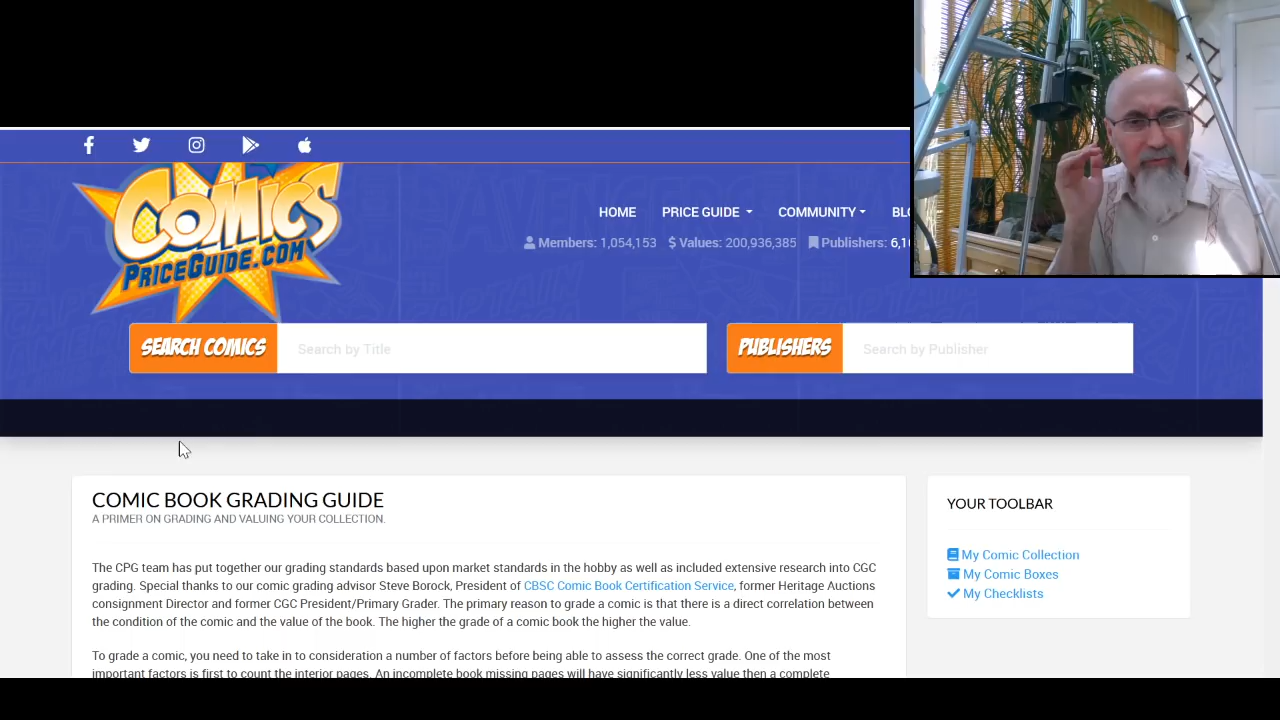 COMICS
PRICEGUIDE.COM
HOME PRICE GUIDE COMMUNITY
Members: 1,054,153 Values: 200,936,385 Publishers:
SEARCH COMICS Search by Title PUBLISHERS Search by Publisher
COMIC BOOK GRADING GUIDE
A PRIMER ON GRADING AND VALUING YOUR COLLECTION.
The CPG team has put together our grading standards based upon market standards in the hobby as well as included extensive research into CGC
grading. Special thanks to our comic grading advisor Steve Borock, President of CBSC Comic Book Certification Service, former Heritage Auctions
consignment Director and former CGC President/Primary Grader. The primary reason to grade a comic is that there is a direct correlation between
the condition of the comic and the value of the book. The higher the grade of a comic book the higher the value.
To grade a comic, you need to take in to consideration a number of factors before being able to assess the correct grade. One of the most
important factors is first to count the interior pages. An incomplete book missing pages will have significantly less value then a complete
YOUR TOOLBAR
My Comic Collection
My Comic Boxes
My Checklists